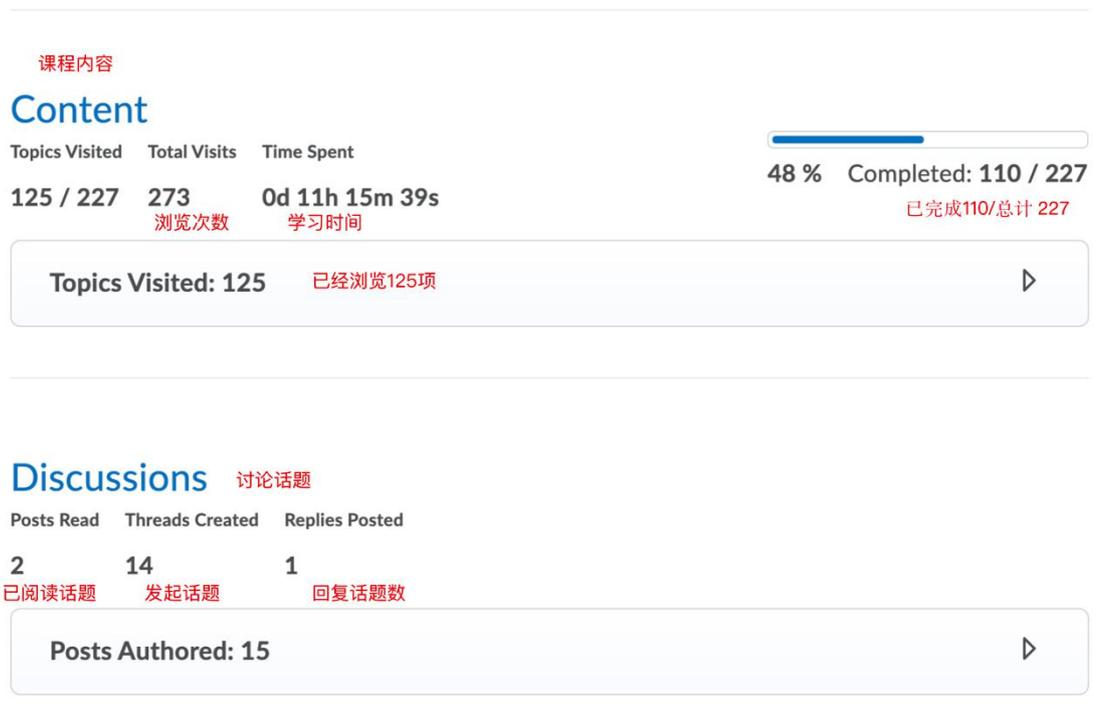 课程内容
Content
Topics Visited Total Visits Time Spent
125 / 227 273 0d 11h 15m 39s
浏览次数 学习时间
48 % Completed: 110 / 227
已完成110/总计 227
Topics Visited: 125 已经浏览125项
Discussions 讨论话题
Posts Read Threads Created Replies Posted
2 14 1
已阅读话题 发起话题 回复话题数
Posts Authored: 15